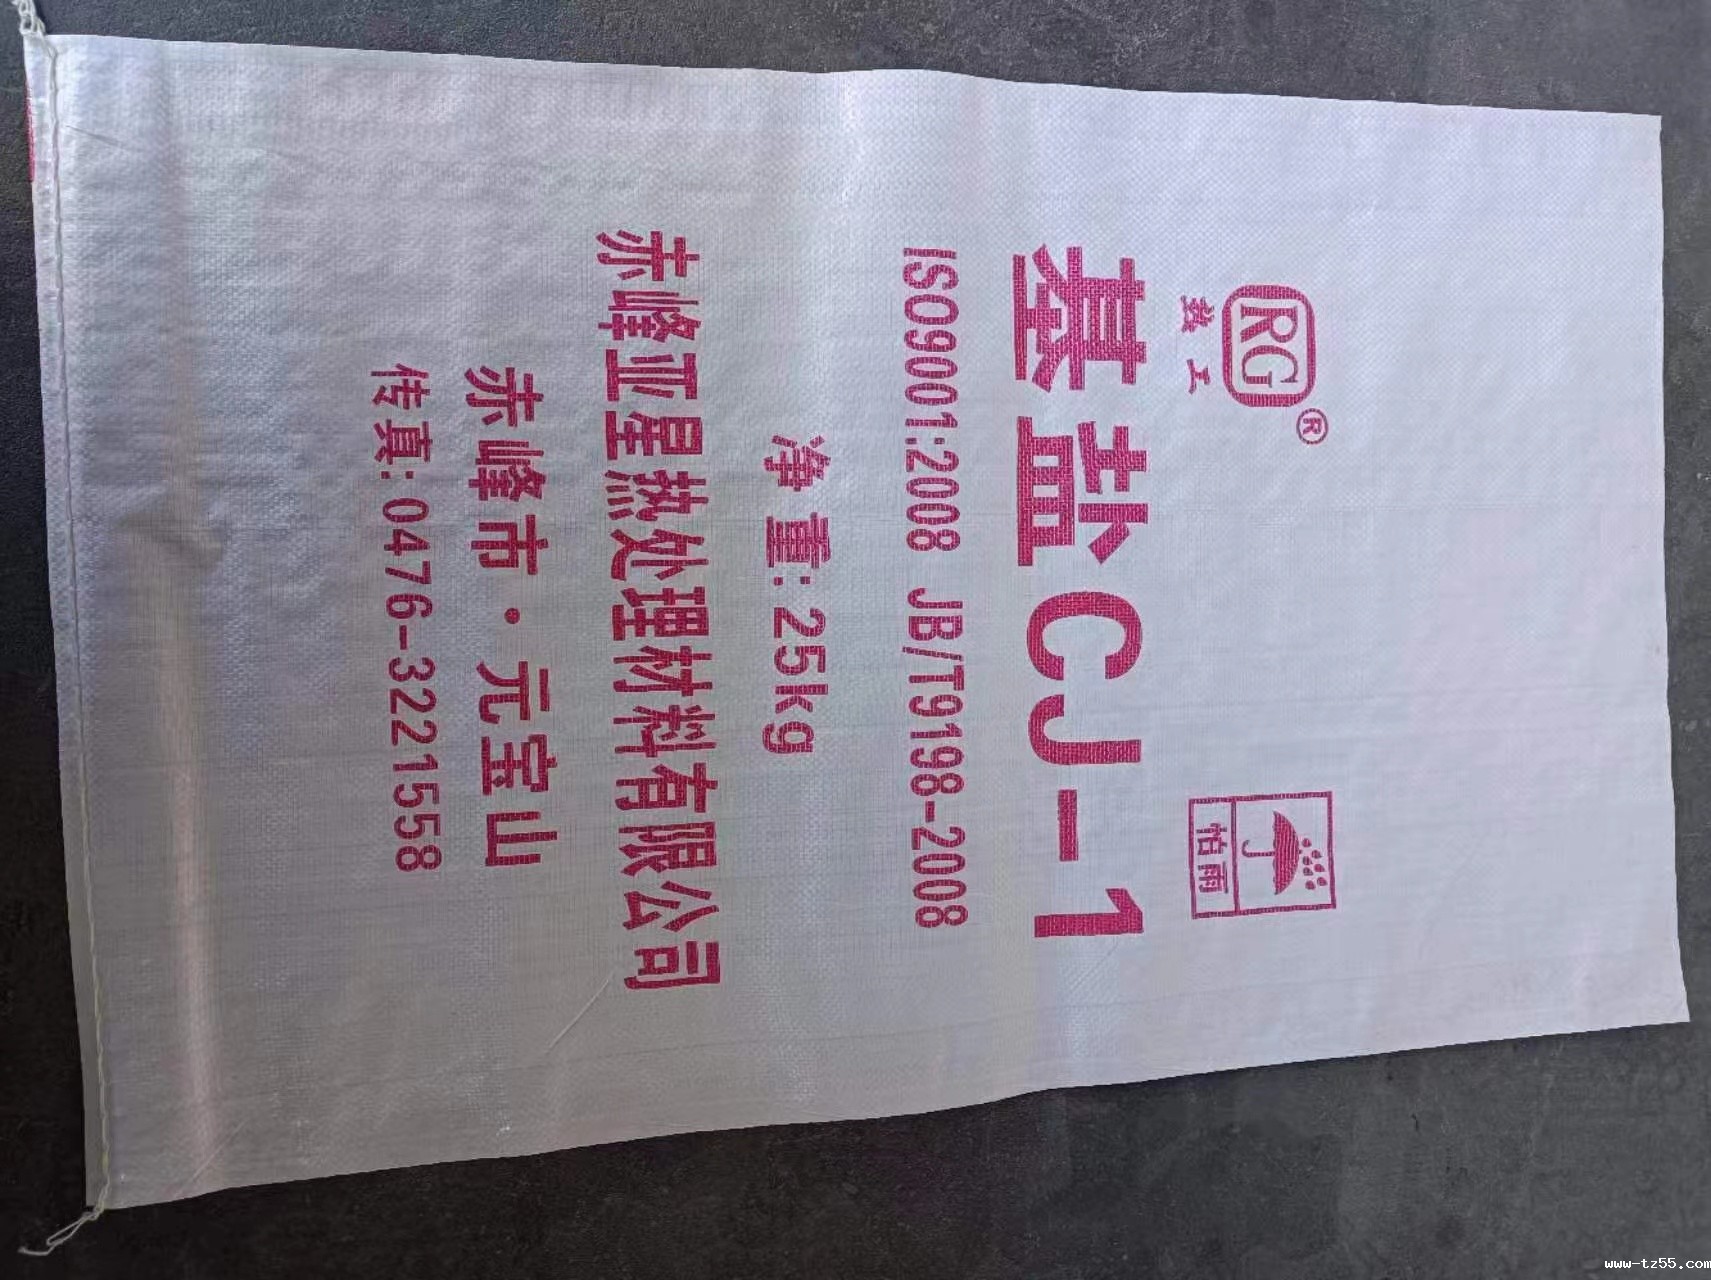 RG®
热工
怕雨
基盐CJ-1
ISO9001:2008 JB/T9198-2008
净重:25kg
赤峰亚星热处理材料有限公司
赤峰市·元宝山
传真:0476-3221558
www-tz55.com